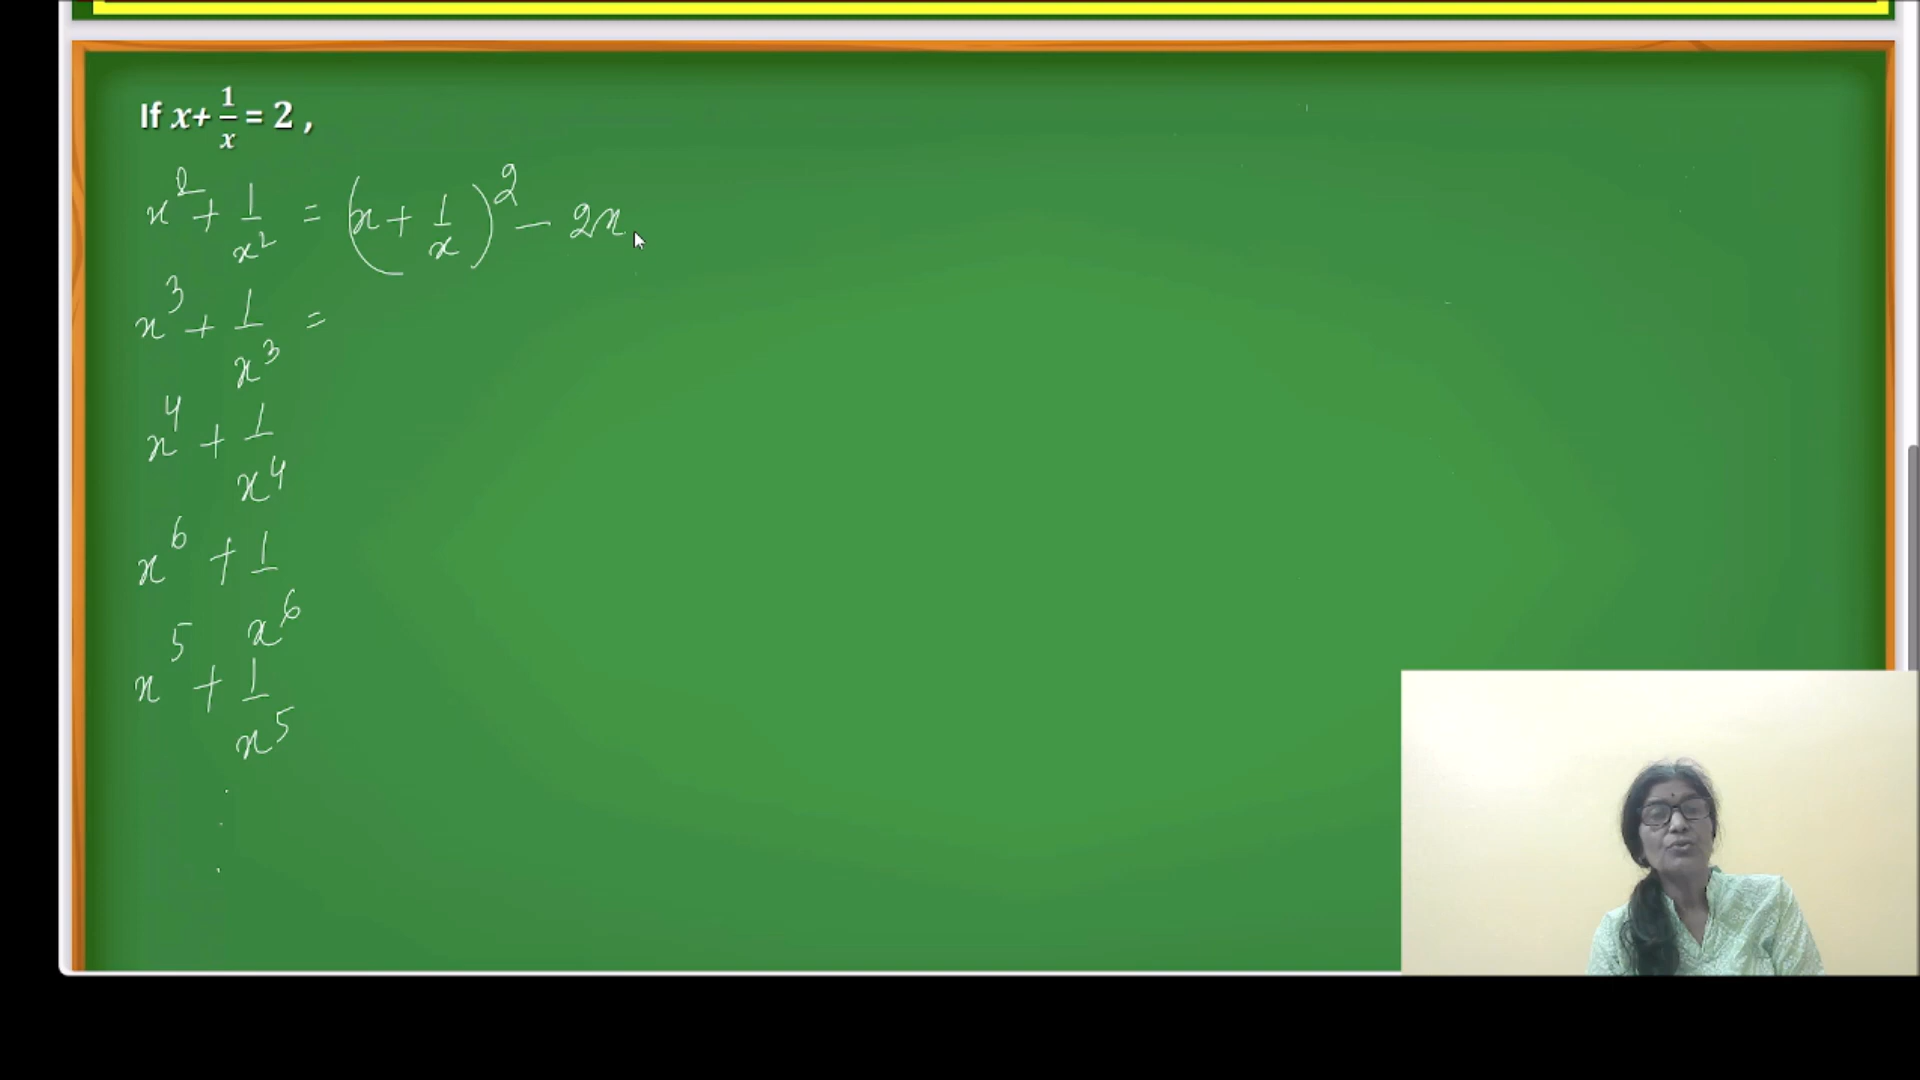 If x + 1/x = 2 ,
x² + 1/x² = (x + 1/x)² - 2x
x³ + 1/x³ =
x⁴ + 1/x⁴
x⁶ + 1/x⁶
x⁵ + 1/x⁵